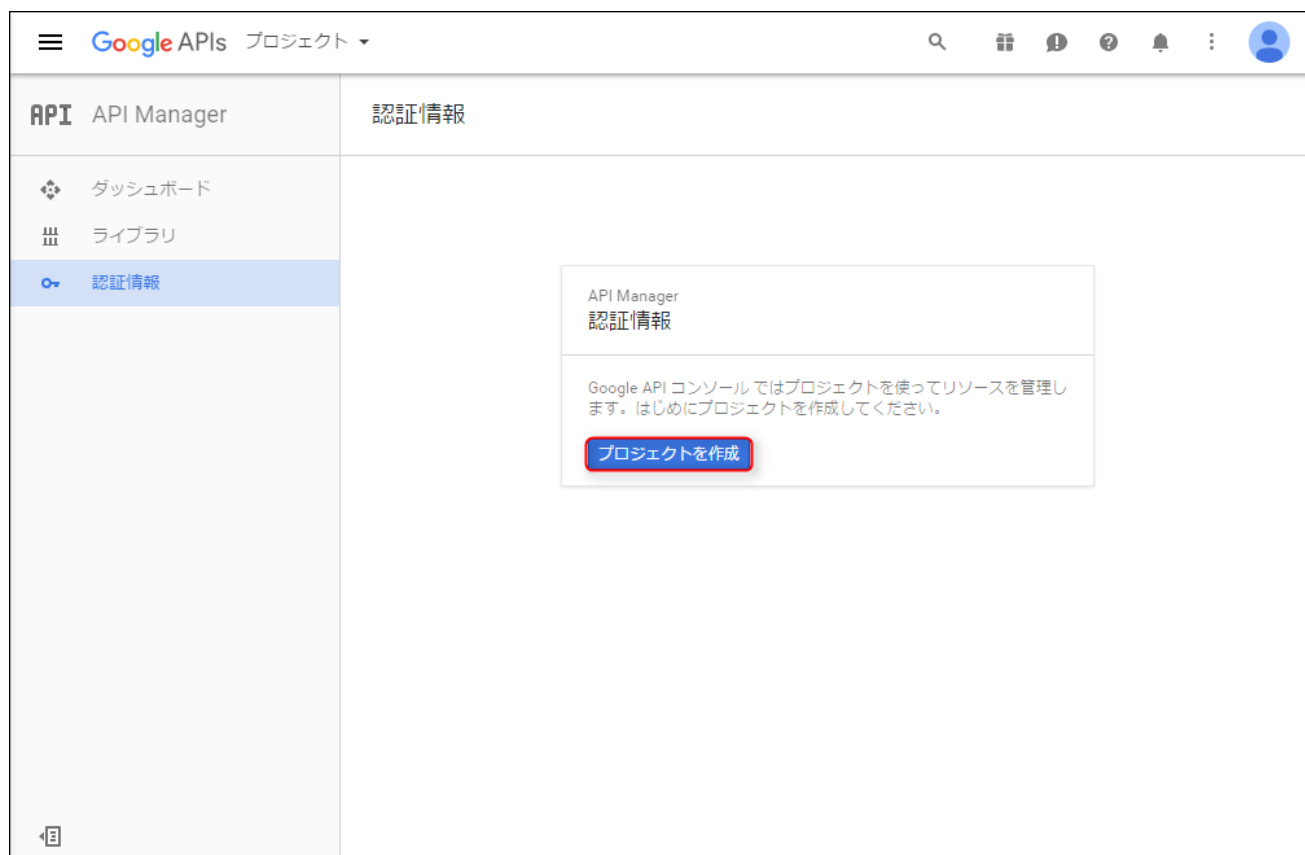 Google APIs プロジェクト
API API Manager
認証情報
ダッシュボード
ライブラリ
認証情報
API Manager
認証情報
Google API コンソール ではプロジェクトを使ってリソースを管理し
ます。はじめにプロジェクトを作成してください。
プロジェクトを作成